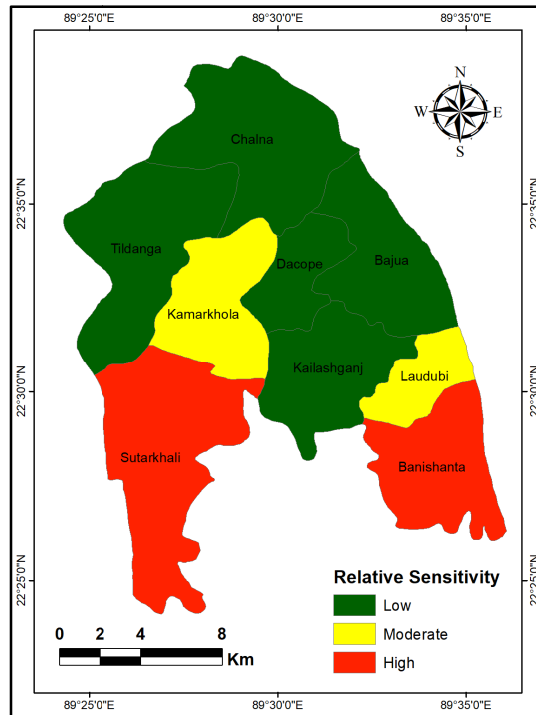 89°25'0"E 89°30'0"E 89°35'0"E
N
W E
S
Chalna
22°35'0"N 22°35'0"N
Tildanga
Dacope
Bajua
Kamarkhola
Kailashganj
Laudubi
22°30'0"N 22°30'0"N
Sutarkhali
Banishanta
22°25'0"N 22°25'0"N
Relative Sensitivity
Low
Moderate
High
0 2 4 8
Km
89°25'0"E 89°30'0"E 89°35'0"E